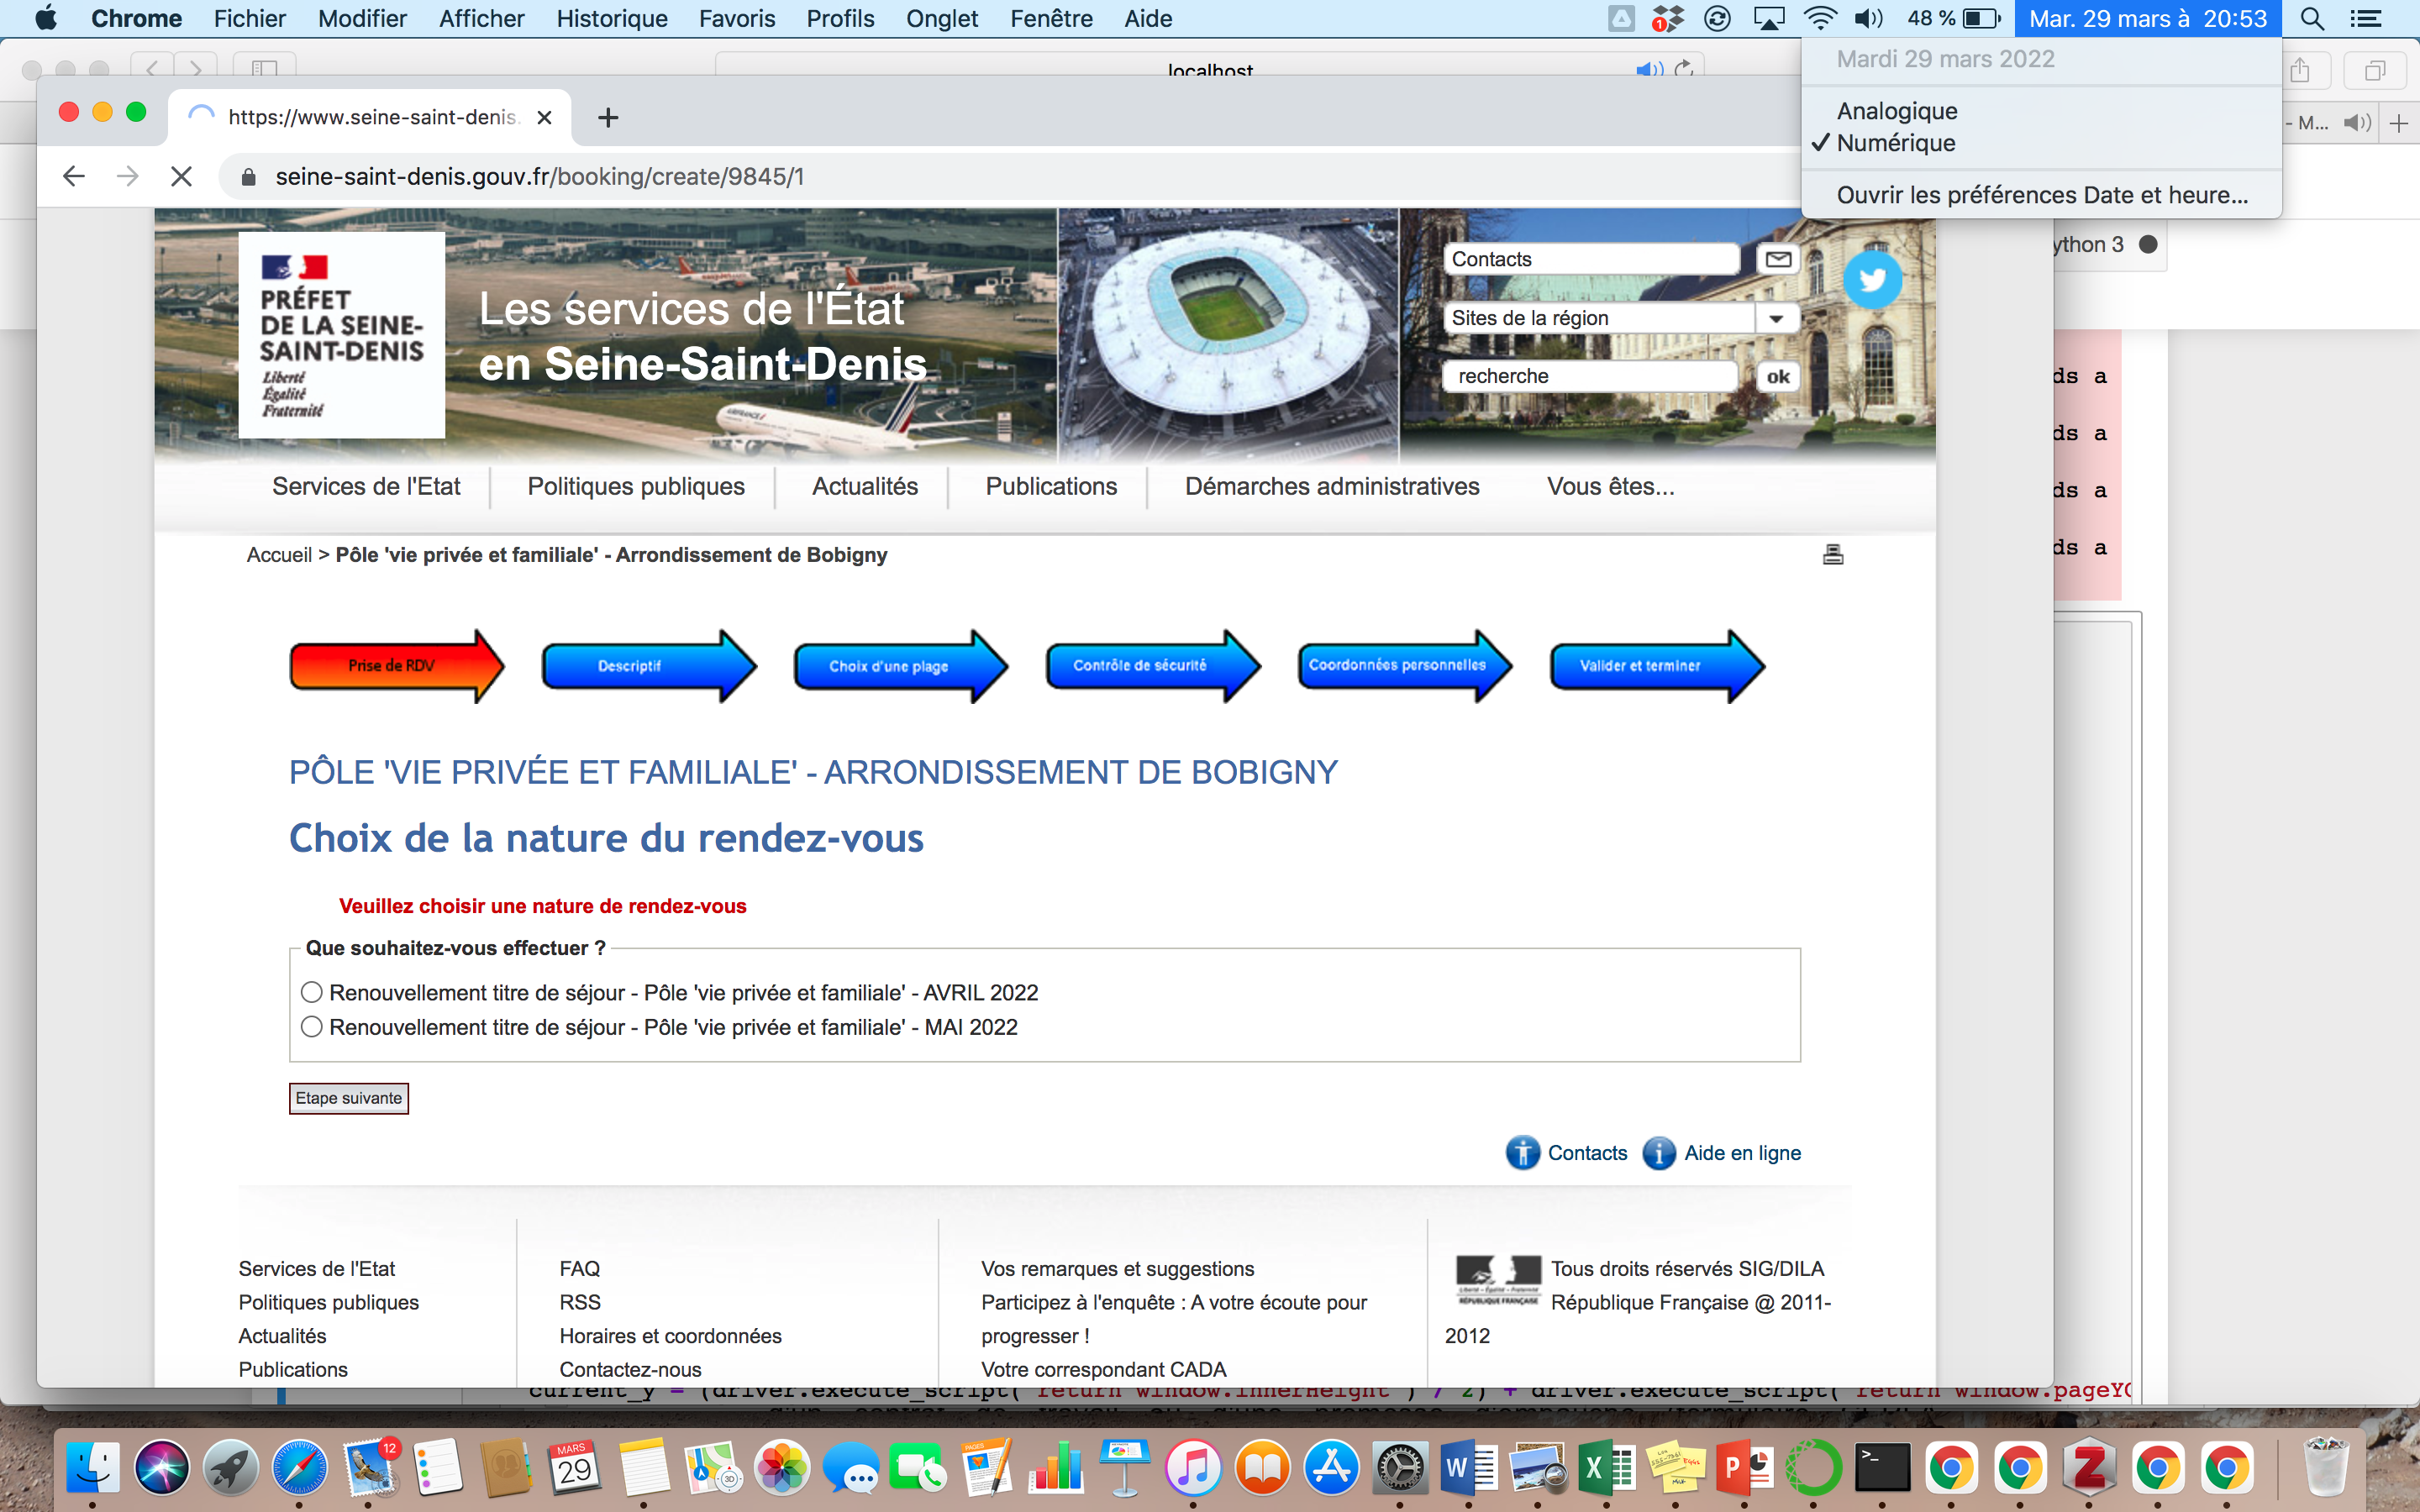 Chrome Fichier Modifier Afficher Historique Favoris Profils Onglet Fenêtre Aide
1 48 % Mar. 29 mars à 20:53
localhost
Mardi 29 mars 2022
Analogique
✓ Numérique
Ouvrir les préférences Date et heure...
https://www.seine-saint-denis.
- M...
seine-saint-denis.gouv.fr/booking/create/9845/1
ython 3
PRÉFET
DE LA SEINE-
SAINT-DENIS
Liberté
Égalité
Fraternité
Les services de l'État
en Seine-Saint-Denis
Contacts
Sites de la région
recherche
ok
ds a
ds a
ds a
ds a
Services de l'Etat
Politiques publiques
Actualités
Publications
Démarches administratives
Vous êtes...
Accueil > Pôle 'vie privée et familiale' - Arrondissement de Bobigny
Prise de RDV
Descriptif
Choix d'une plage
Contrôle de sécurité
Coordonnées personnelles
Valider et terminer
PÔLE 'VIE PRIVÉE ET FAMILIALE' - ARRONDISSEMENT DE BOBIGNY
Choix de la nature du rendez-vous
Veuillez choisir une nature de rendez-vous
Que souhaitez-vous effectuer ?
Renouvellement titre de séjour - Pôle 'vie privée et familiale' - AVRIL 2022
Renouvellement titre de séjour - Pôle 'vie privée et familiale' - MAI 2022
Etape suivante
Contacts
Aide en ligne
Services de l'Etat
Politiques publiques
Actualités
Publications
FAQ
RSS
Horaires et coordonnées
Contactez-nous
Vos remarques et suggestions
Participez à l'enquête : A votre écoute pour
progresser !
Votre correspondant CADA
Liberté • Égalité • Fraternité
RÉPUBLIQUE FRANÇAISE
Tous droits réservés SIG/DILA
République Française @ 2011-
2012
current_y = (driver.execute_script('return window.innerHeight') / 2) + driver.execute_script('return window.pageYO
12
MARS
29
3D
PAGES